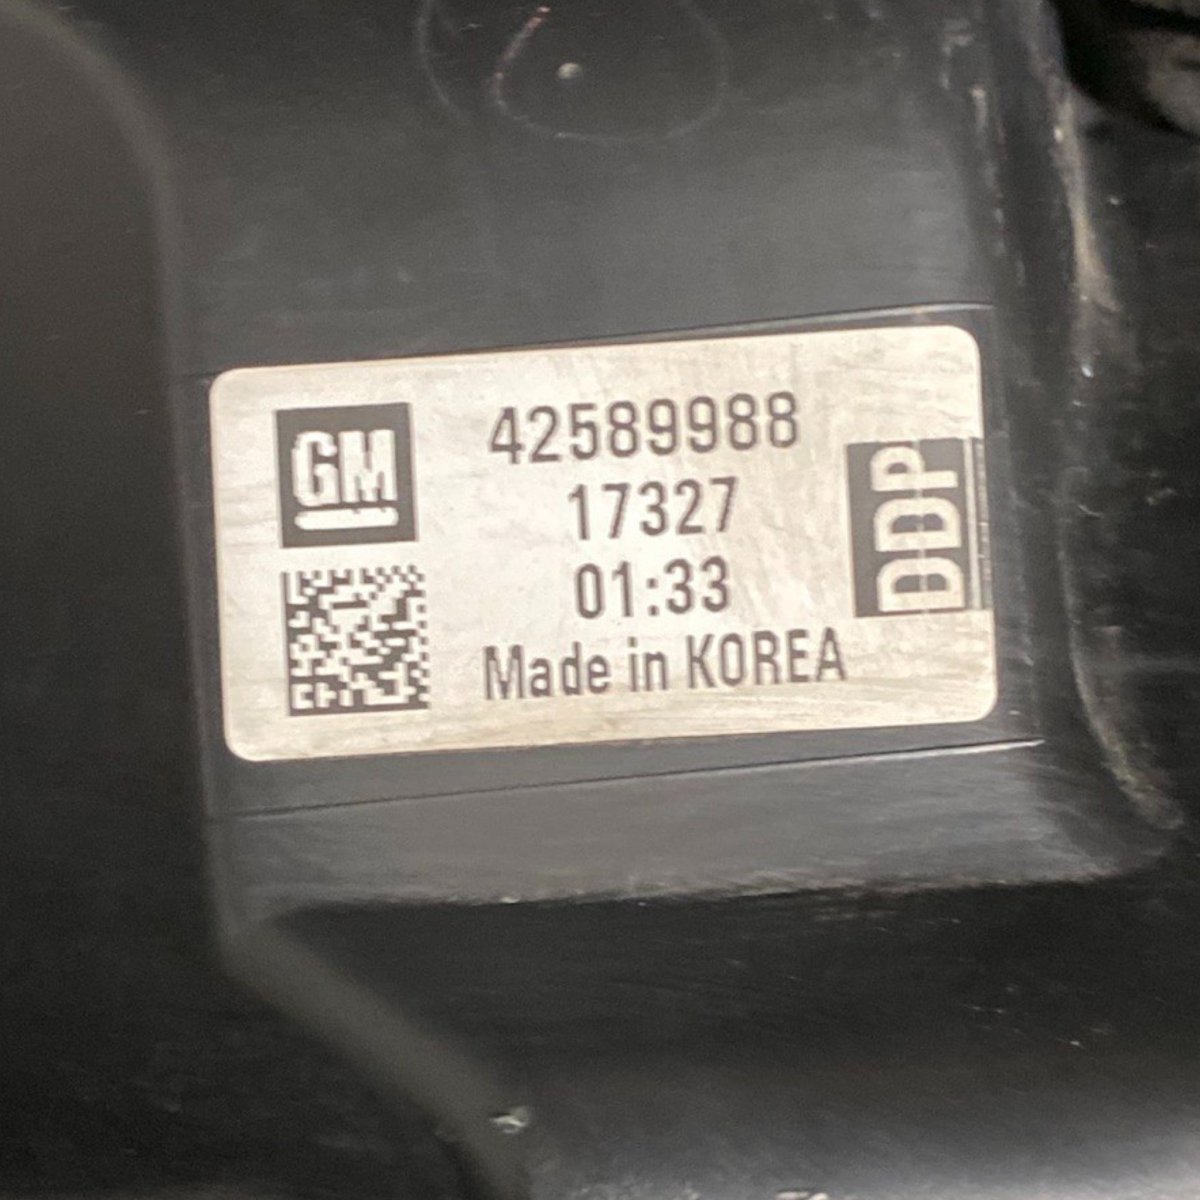 GM
42589988
17327
01:33
Made in KOREA
DDP